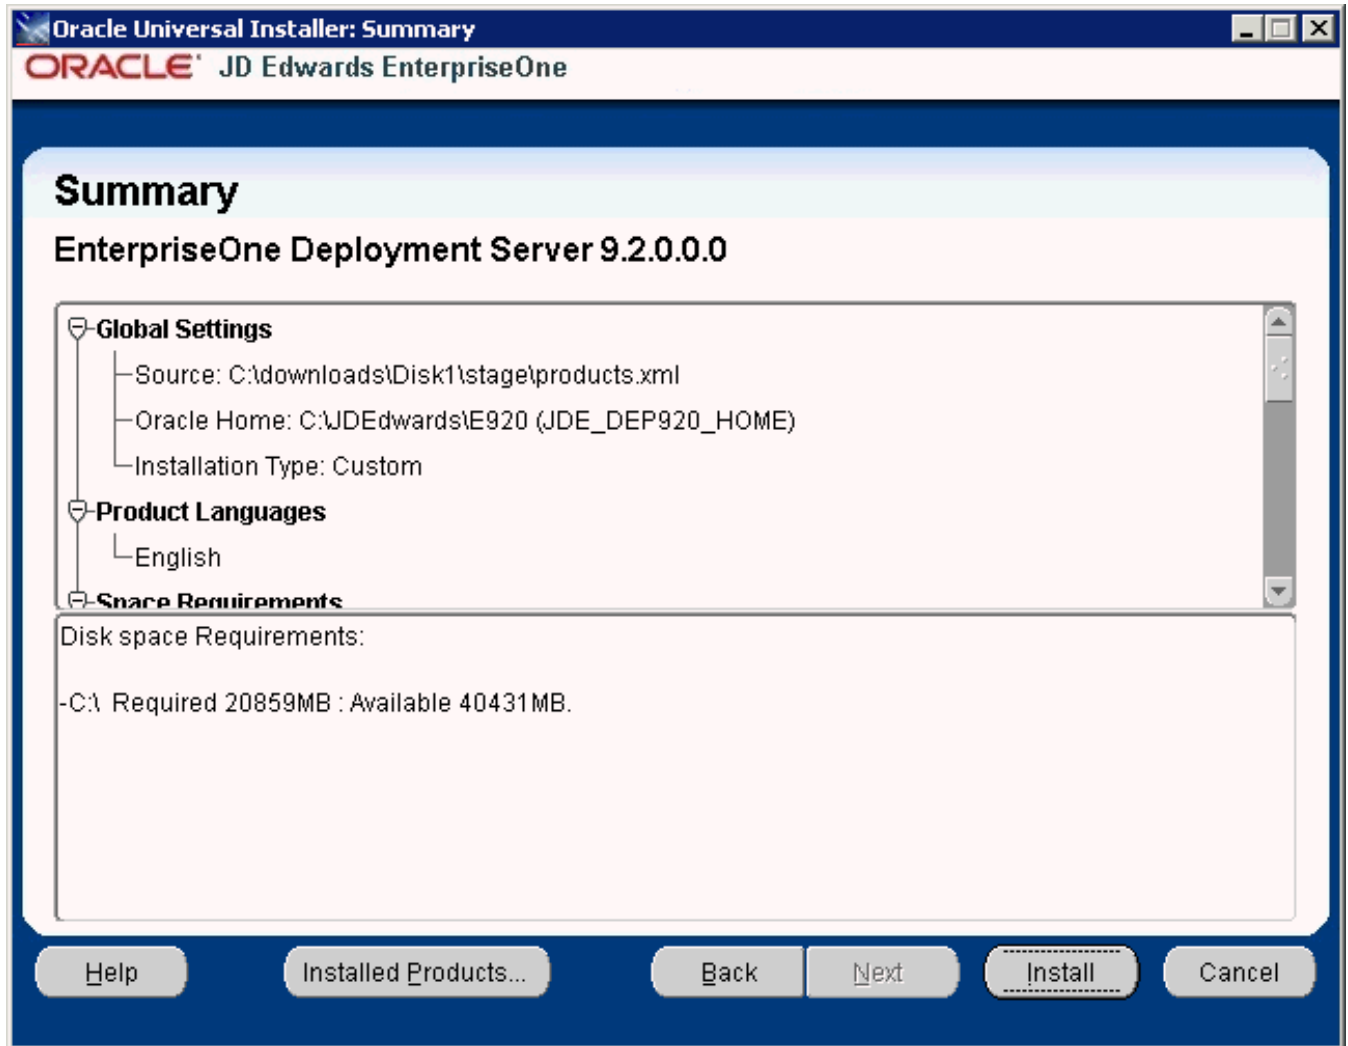 Oracle Universal Installer: Summary
ORACLE JD Edwards EnterpriseOne
Summary
EnterpriseOne Deployment Server 9.2.0.0.0
Global Settings
Source: C:\downloads\Disk1\stage\products.xml
Oracle Home: C:\JDEdwards\E920 (JDE_DEP920_HOME)
Installation Type: Custom
Product Languages
English
Space Requirements
Disk space Requirements:
-C:\ Required 20859MB : Available 40431MB.
Help Installed Products... Back Next Install Cancel